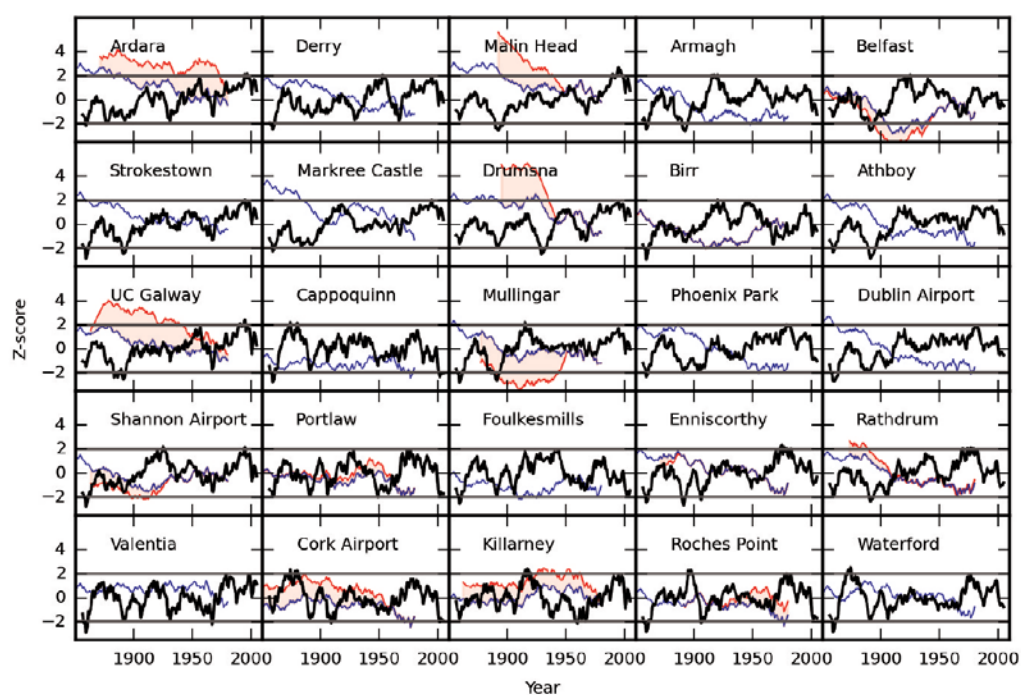 Ardara Derry Malin Head Armagh Belfast
4
2
0
−2
Strokestown Markree Castle Drumsna Birr Athboy
4
2
0
−2
UC Galway Cappoquinn Mullingar Phoenix Park Dublin Airport
4
2
0
−2
Z-score
Shannon Airport Portlaw Foulkesmills Enniscorthy Rathdrum
4
2
0
−2
Valentia Cork Airport Killarney Roches Point Waterford
4
2
0
−2
1900 1950 2000 1900 1950 2000 1900 1950 2000 1900 1950 2000 1900 1950 2000
Year